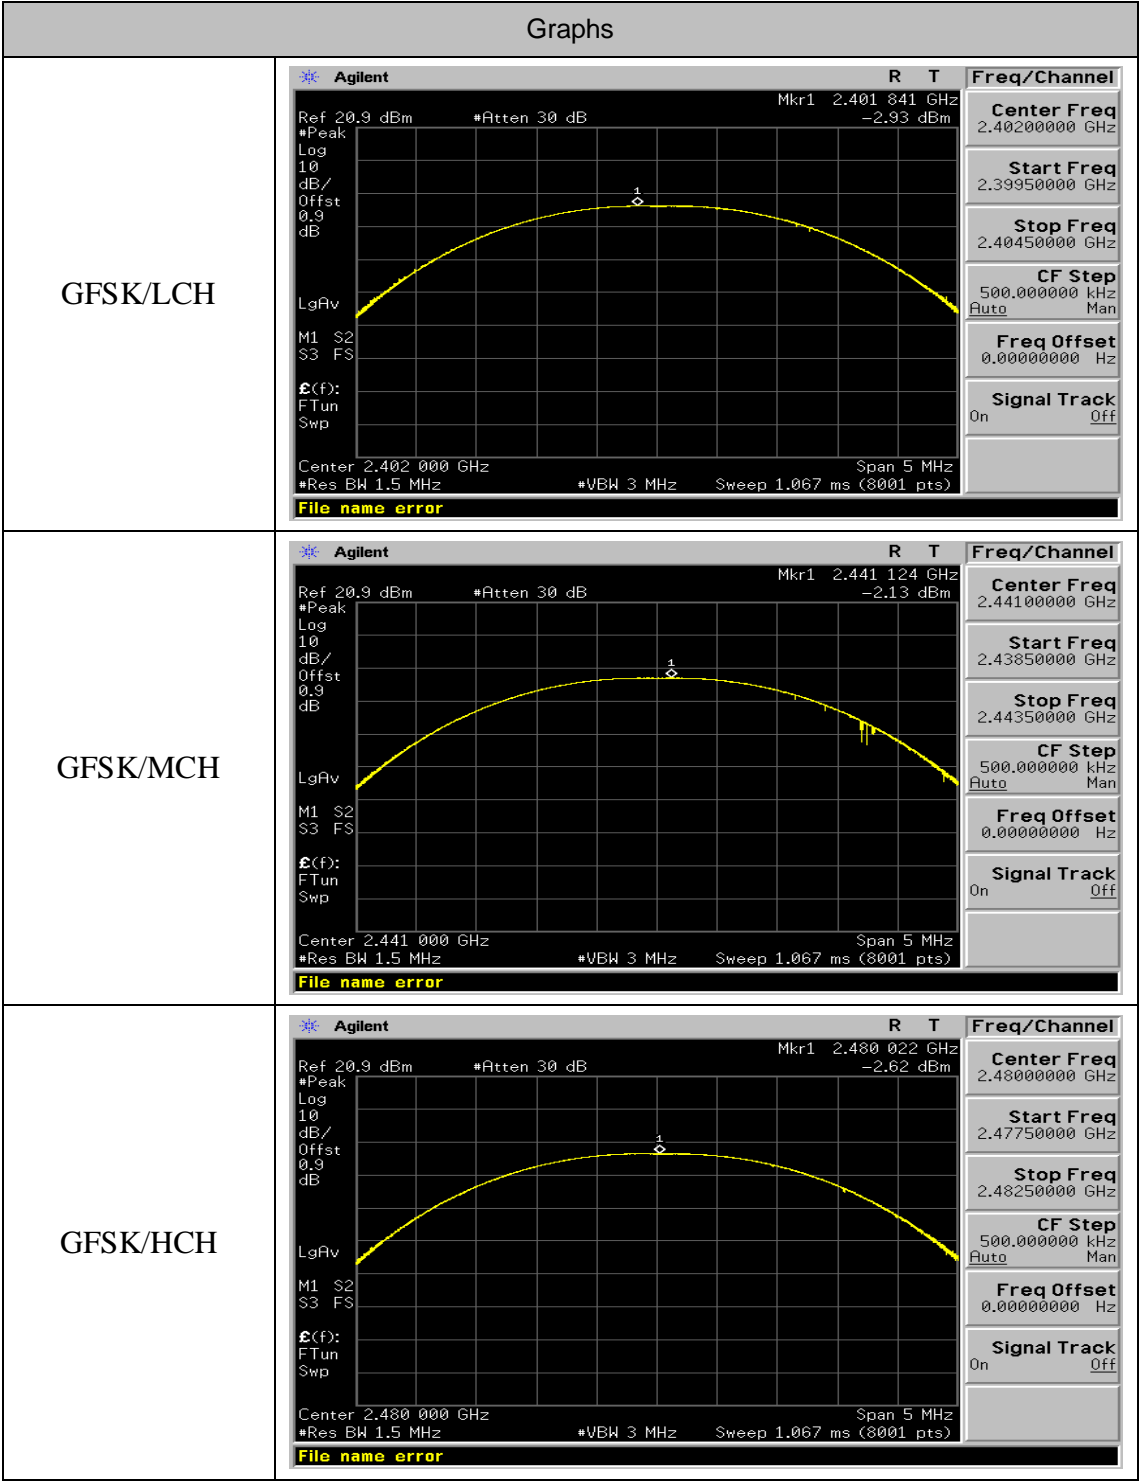 Graphs
GFSK/LCH
Agilent R T Freq/Channel
Mkr1 2.401 841 GHz
Ref 20.9 dBm #Atten 30 dB -2.93 dBm
#Peak
Log
10
dB/
Offst
0.9
dB
1
LgAv
M1 S2
S3 FS
£(f):
FTun
Swp
Center 2.402 000 GHz Span 5 MHz
#Res BW 1.5 MHz #VBW 3 MHz Sweep 1.067 ms (8001 pts)
File name error
Center Freq
2.40200000 GHz
Start Freq
2.39950000 GHz
Stop Freq
2.40450000 GHz
CF Step
500.000000 kHz
Auto Man
Freq Offset
0.00000000 Hz
Signal Track
On Off
GFSK/MCH
Agilent R T Freq/Channel
Mkr1 2.441 124 GHz
Ref 20.9 dBm #Atten 30 dB -2.13 dBm
#Peak
Log
10
dB/
Offst
0.9
dB
1
LgAv
M1 S2
S3 FS
£(f):
FTun
Swp
Center 2.441 000 GHz Span 5 MHz
#Res BW 1.5 MHz #VBW 3 MHz Sweep 1.067 ms (8001 pts)
File name error
Center Freq
2.44100000 GHz
Start Freq
2.43850000 GHz
Stop Freq
2.44350000 GHz
CF Step
500.000000 kHz
Auto Man
Freq Offset
0.00000000 Hz
Signal Track
On Off
GFSK/HCH
Agilent R T Freq/Channel
Mkr1 2.480 022 GHz
Ref 20.9 dBm #Atten 30 dB -2.62 dBm
#Peak
Log
10
dB/
Offst
0.9
dB
1
LgAv
M1 S2
S3 FS
£(f):
FTun
Swp
Center 2.480 000 GHz Span 5 MHz
#Res BW 1.5 MHz #VBW 3 MHz Sweep 1.067 ms (8001 pts)
File name error
Center Freq
2.48000000 GHz
Start Freq
2.47750000 GHz
Stop Freq
2.48250000 GHz
CF Step
500.000000 kHz
Auto Man
Freq Offset
0.00000000 Hz
Signal Track
On Off